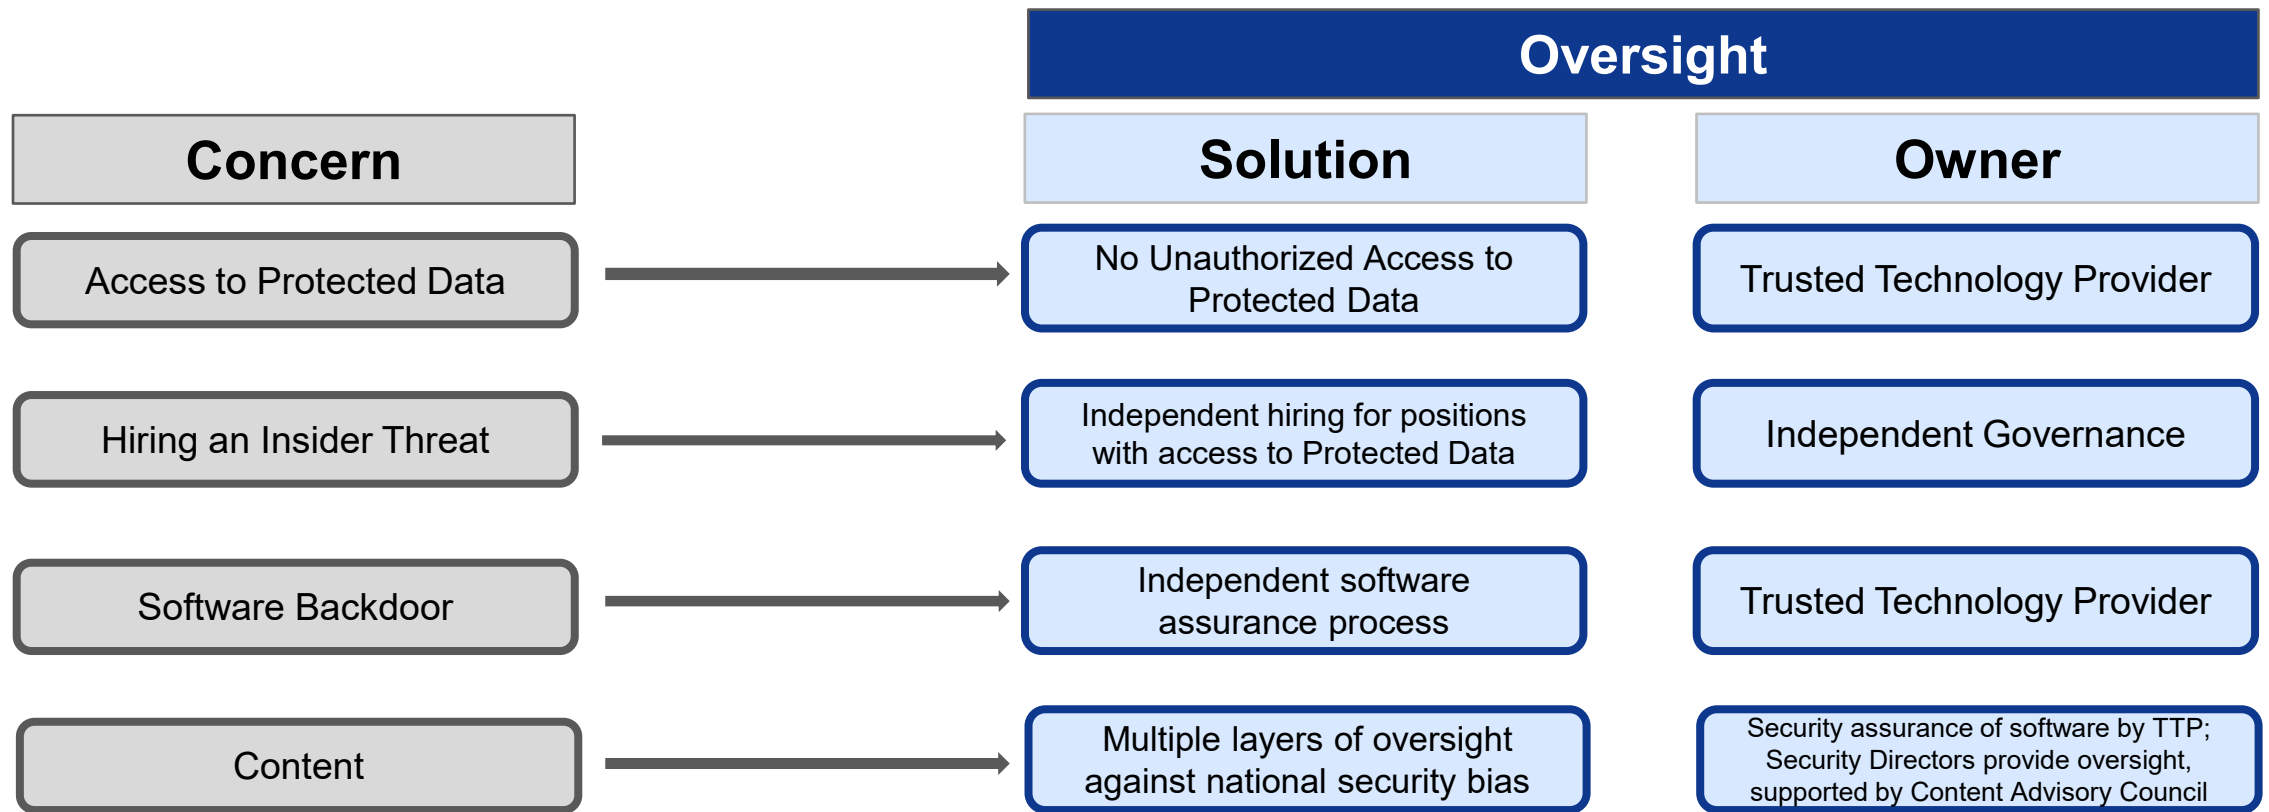 Oversight
Concern
Solution
Owner
Access to Protected Data
No Unauthorized Access to
Protected Data
Trusted Technology Provider
Hiring an Insider Threat
Independent hiring for positions
with access to Protected Data
Independent Governance
Software Backdoor
Independent software
assurance process
Trusted Technology Provider
Content
Multiple layers of oversight
against national security bias
Security assurance of software by TTP;
Security Directors provide oversight,
supported by Content Advisory Council